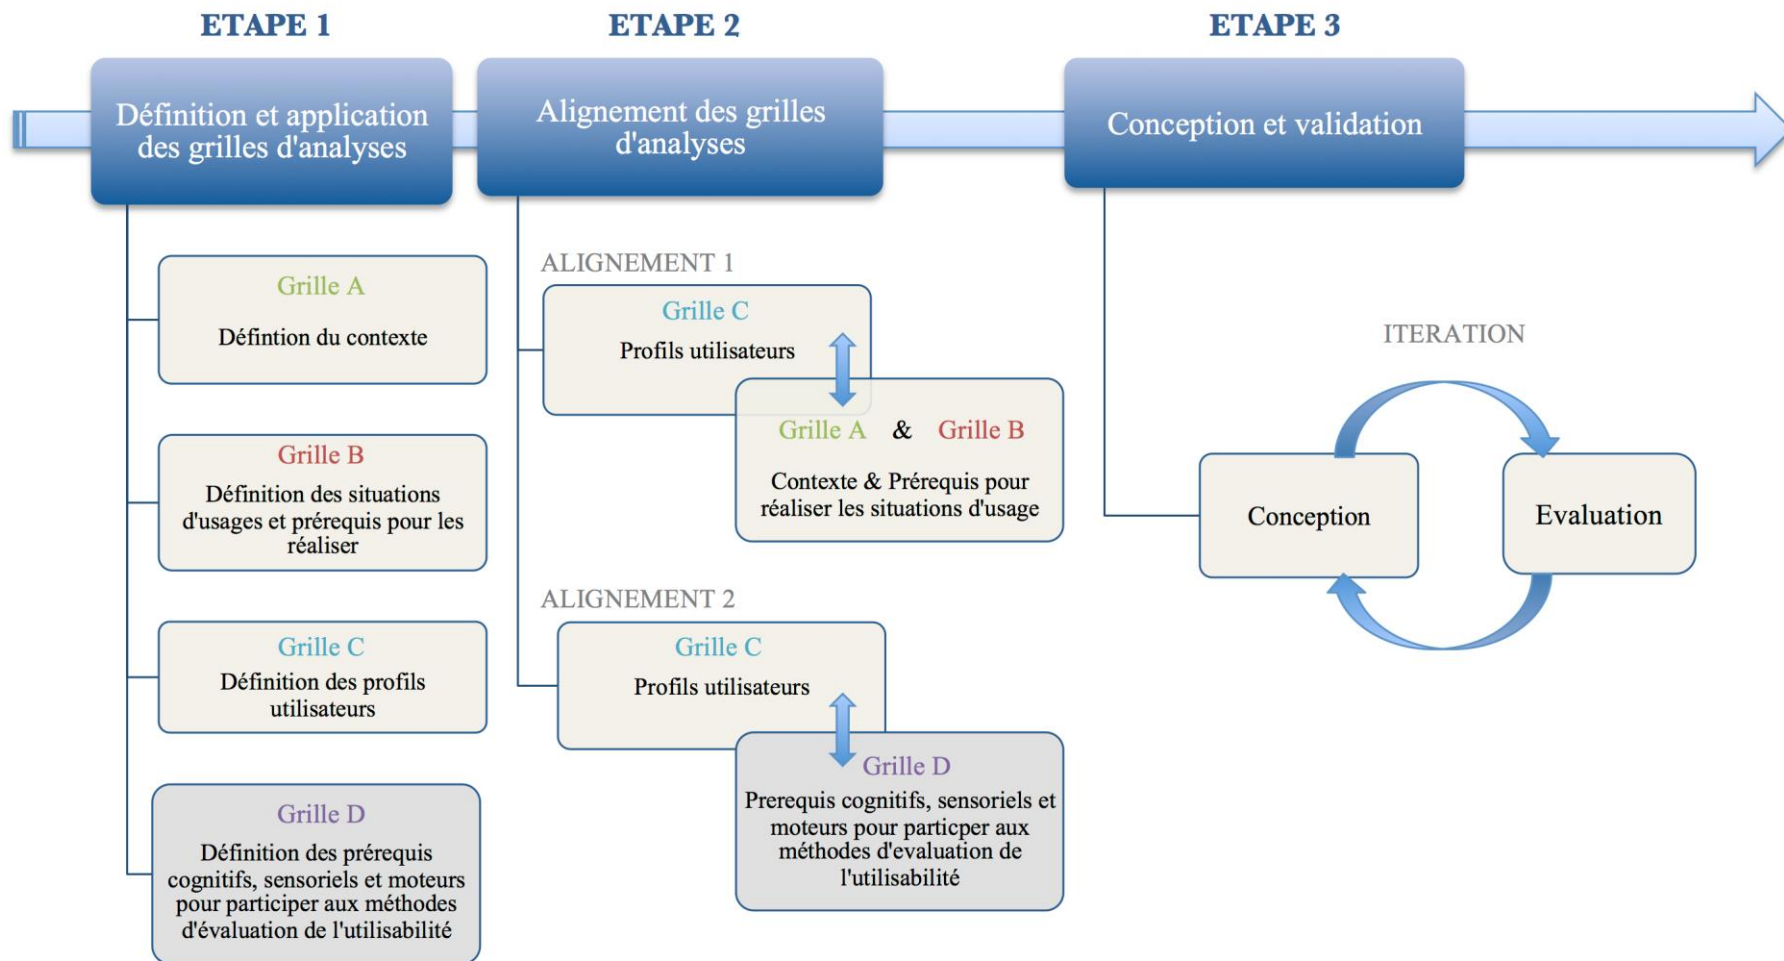 ETAPE 1
Définition et application
des grilles d'analyses
Grille A
Défintion du contexte
Grille B
Définition des situations
d'usages et prérequis pour les
réaliser
Grille C
Définition des profils
utilisateurs
Grille D
Définition des prérequis
cognitifs, sensoriels et moteurs
pour participer aux méthodes
d'évaluation de l'utilisabilité
ETAPE 2
Alignement des grilles
d'analyses
ALIGNEMENT 1
Grille C
Profils utilisateurs
Grille A & Grille B
Contexte & Prérequis pour
réaliser les situations d'usage
ALIGNEMENT 2
Grille C
Profils utilisateurs
Grille D
Prerequis cognitifs, sensoriels et
moteurs pour particper aux
méthodes d'evaluation de
l'utilisabilité
ETAPE 3
Conception et validation
ITERATION
Conception
Evaluation